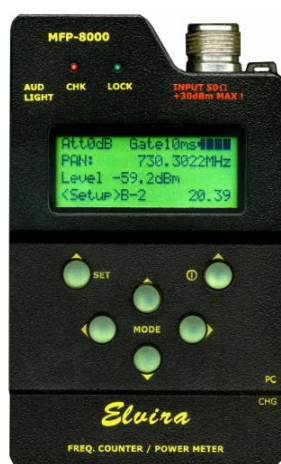 MFP-8000
AUD LIGHT
CHK
LOCK
INPUT 50Ω
+30dBm MAX !
Att0dB Gate10ms
PAN: 730.3022MHz
Level -59.2dBm
<Setup>B-2 20.39
SET
MODE
PC
CHG
Elvira
FREQ. COUNTER / POWER METER